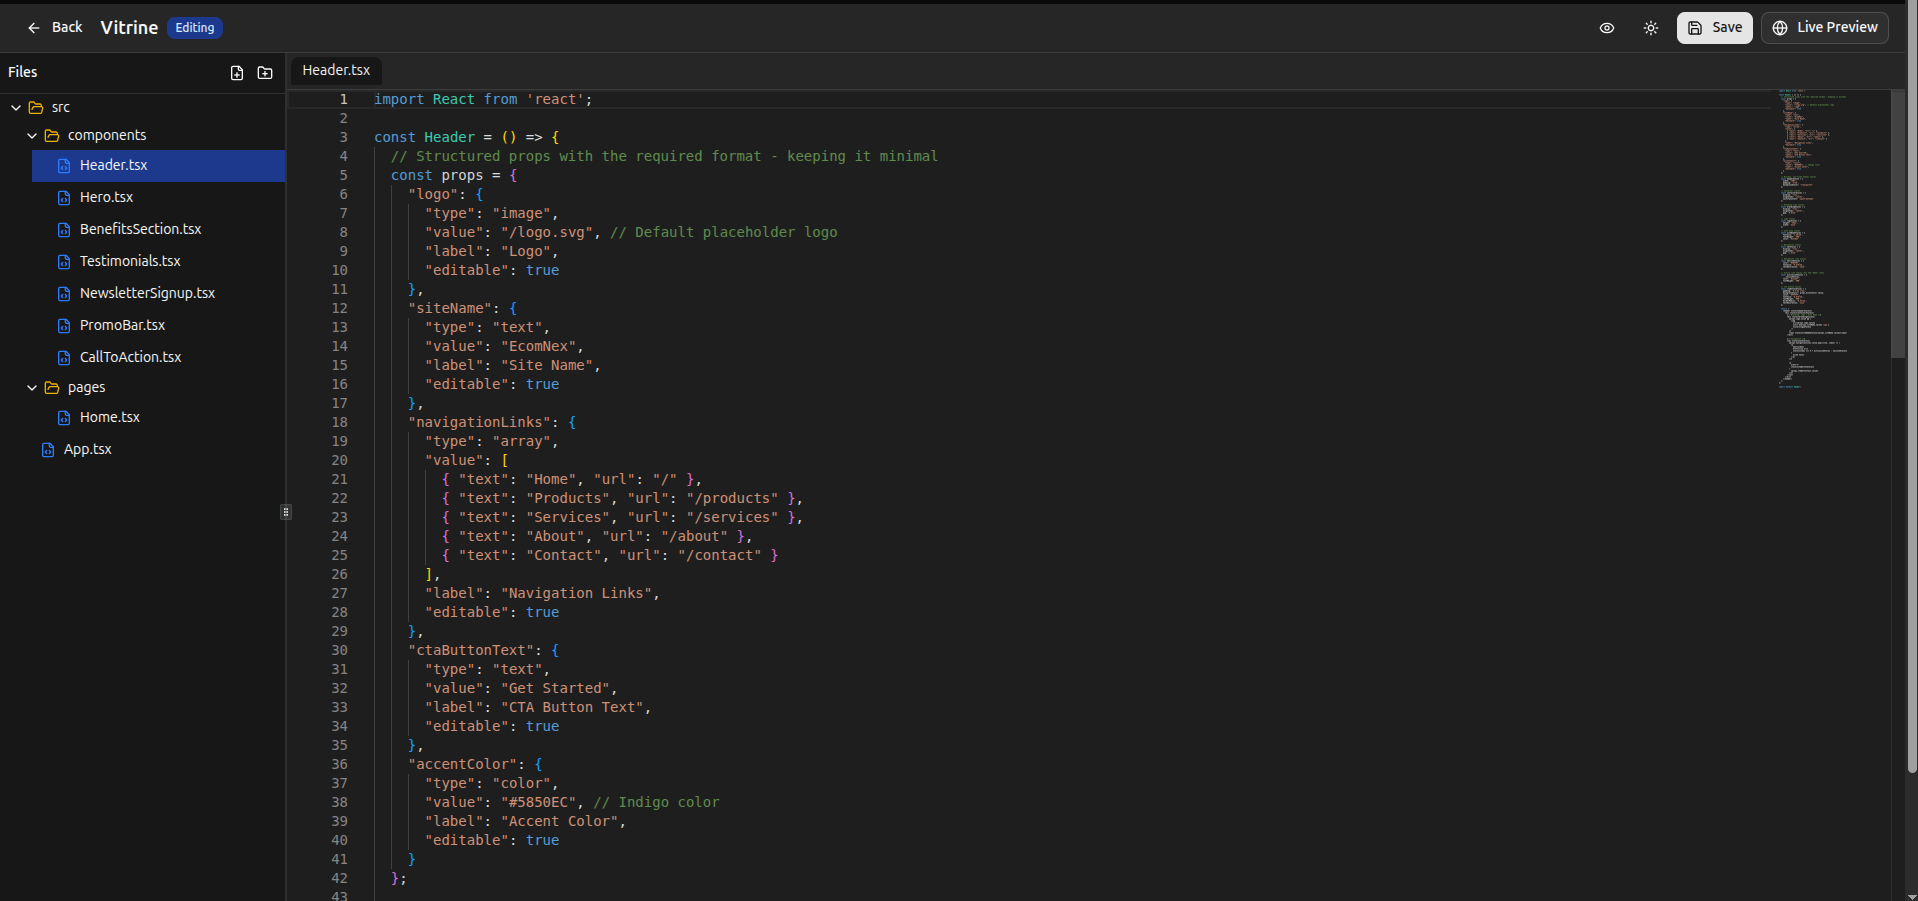 Back Vitrine Editing Save Live Preview
Files
src
components
Header.tsx
Hero.tsx
BenefitsSection.tsx
Testimonials.tsx
NewsletterSignup.tsx
PromoBar.tsx
CallToAction.tsx
pages
Home.tsx
App.tsx
Header.tsx
1 import React from 'react';
2
3 const Header = () => {
4 // Structured props with the required format - keeping it minimal
5 const props = {
6 "logo": {
7 "type": "image",
8 "value": "/logo.svg", // Default placeholder logo
9 "label": "Logo",
10 "editable": true
11 },
12 "siteName": {
13 "type": "text",
14 "value": "EcomNex",
15 "label": "Site Name",
16 "editable": true
17 },
18 "navigationLinks": {
19 "type": "array",
20 "value": [
21 { "text": "Home", "url": "/" },
22 { "text": "Products", "url": "/products" },
23 { "text": "Services", "url": "/services" },
24 { "text": "About", "url": "/about" },
25 { "text": "Contact", "url": "/contact" }
26 ],
27 "label": "Navigation Links",
28 "editable": true
29 },
30 "ctaButtonText": {
31 "type": "text",
32 "value": "Get Started",
33 "label": "CTA Button Text",
34 "editable": true
35 },
36 "accentColor": {
37 "type": "color",
38 "value": "#5850EC", // Indigo color
39 "label": "Accent Color",
40 "editable": true
41 }
42 };
43